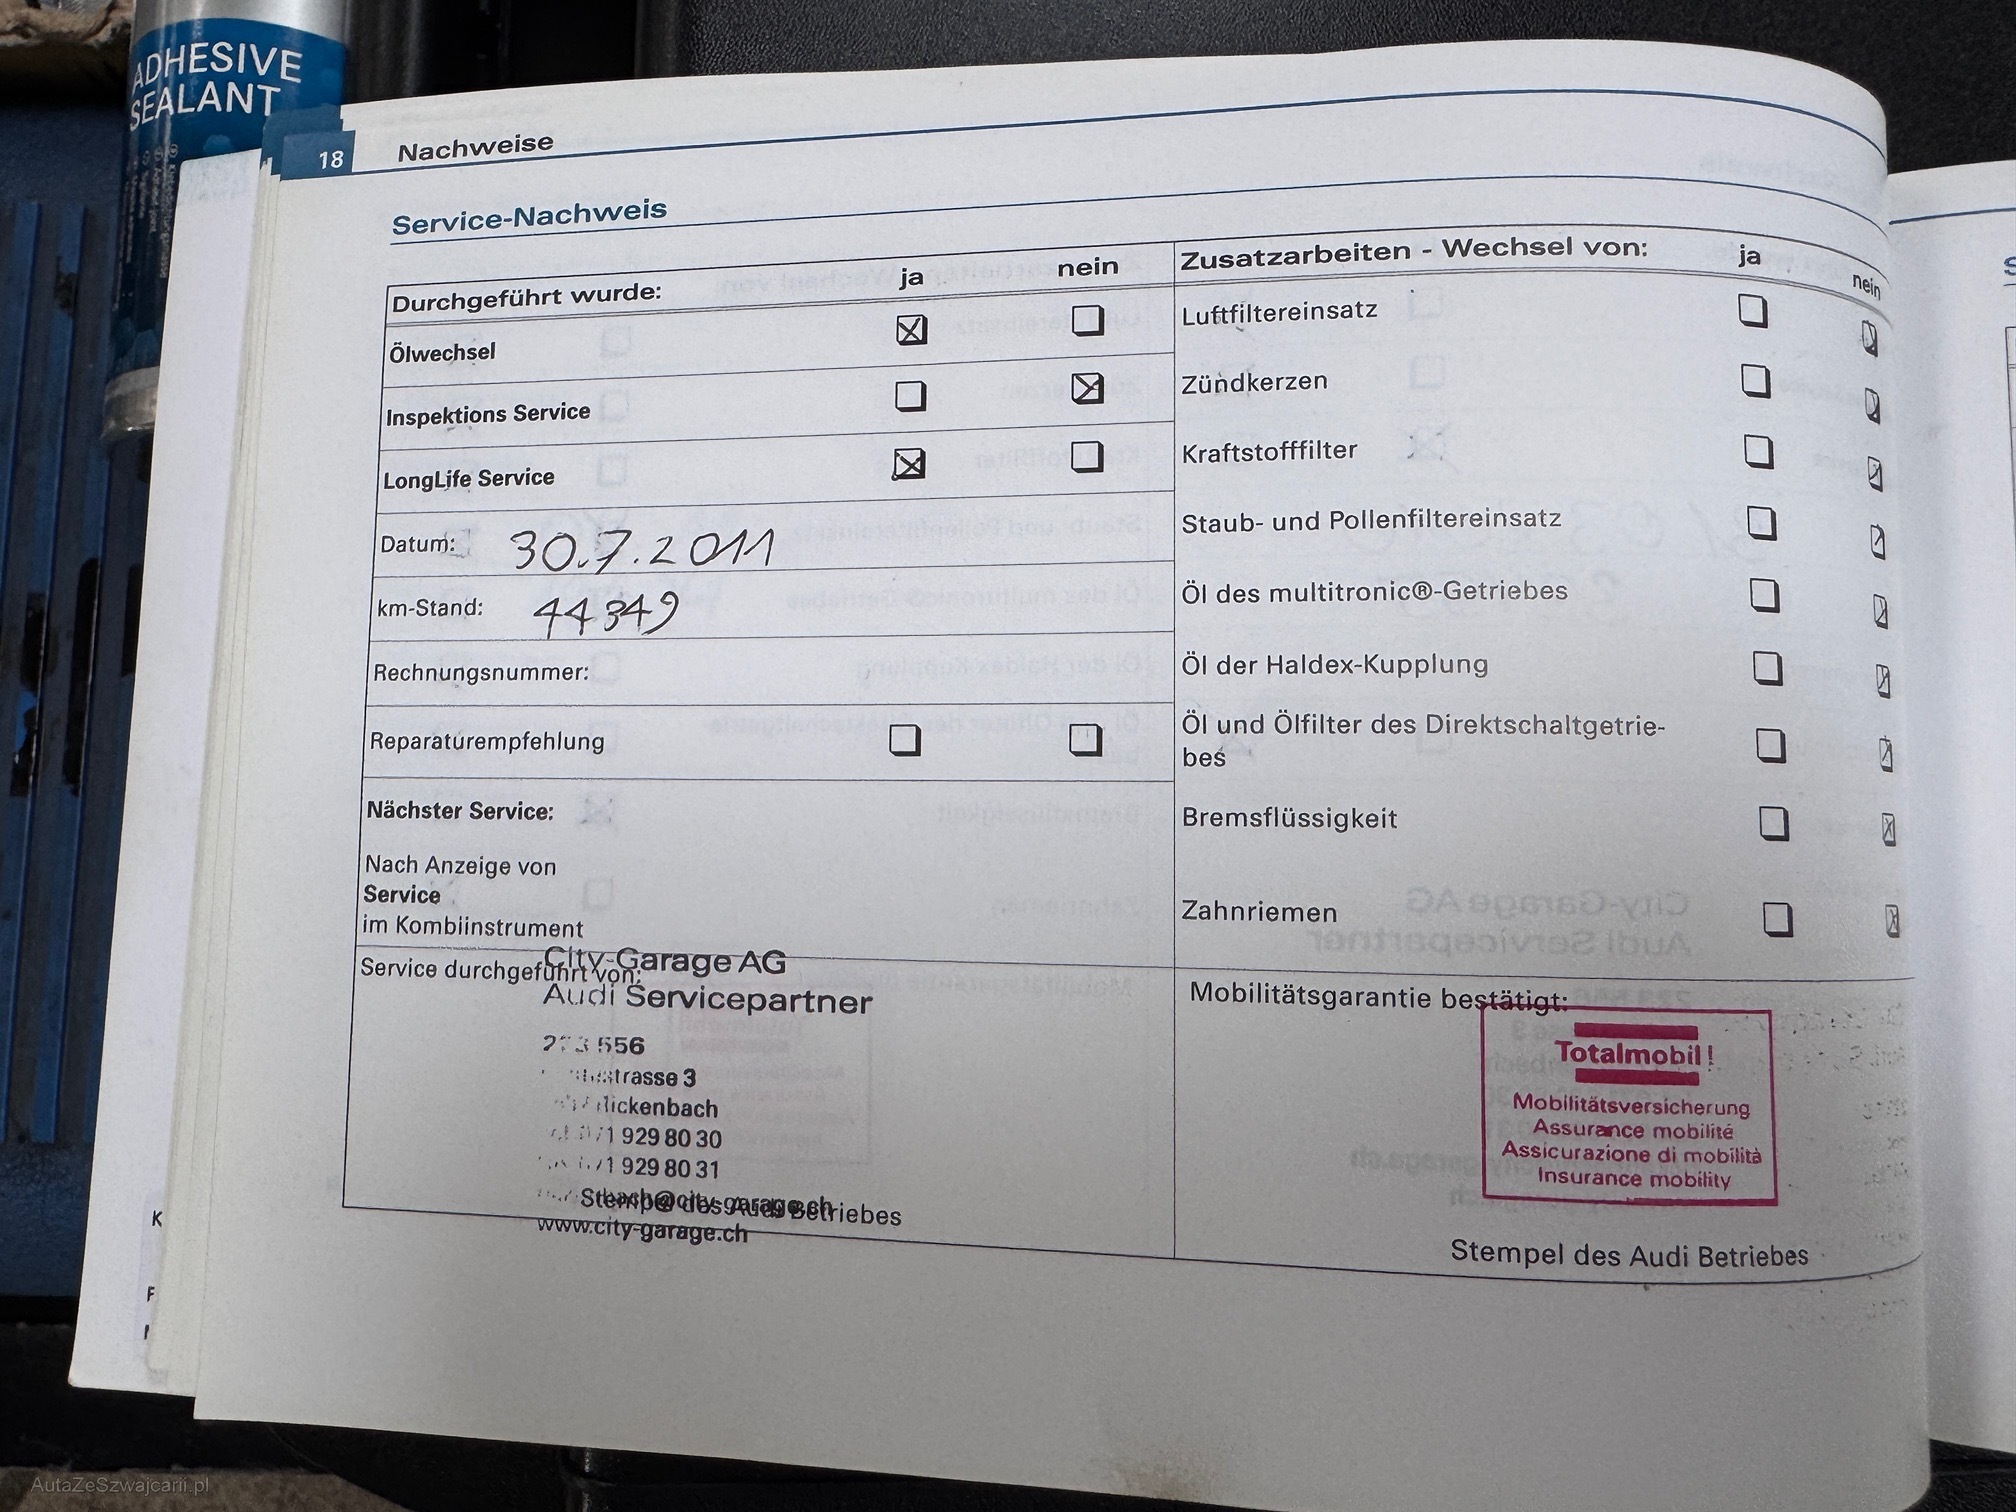 ADHESIVE
SEALANT
18
Nachweise
Service-Nachweis
Durchgeführt wurde: ja nein
Ölwechsel
Inspektions Service
LongLife Service
Datum: 30.7.2011
km-Stand: 44349
Rechnungsnummer:
Reparaturempfehlung
Nächster Service:
Nach Anzeige von
Service
im Kombiinstrument
Service durchgeführt von:
City-Garage AG
Audi Servicepartner
556
3
929 80 30
929 80 31
www.city-garage.ch
Stempel des Audi Betriebes
Zusatzarbeiten - Wechsel von: ja nein
Luftfiltereinsatz
Zündkerzen
Kraftstofffilter
Staub- und Pollenfiltereinsatz
Öl des multitronic®-Getriebes
Öl der Haldex-Kupplung
Öl und Ölfilter des Direktschaltgetrie-
bes
Bremsflüssigkeit
Zahnriemen
Mobilitätsgarantie bestätigt:
Totalmobil!
Mobilitätsversicherung
Assurance mobilité
Assicurazione di mobilità
Insurance mobility
Stempel des Audi Betriebes
AutaZeSzwajcarii.pl